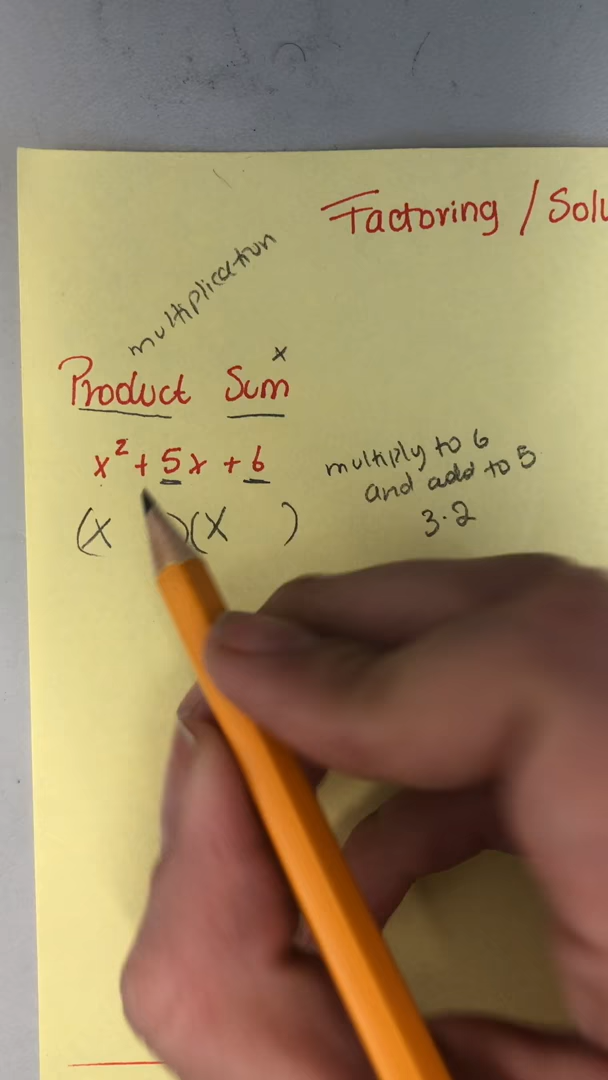 Factoring / Solu
multiplication
x
Product Sum
x² + 5x + 6
(x )(x )
multiply to 6
and add to 5
3·2